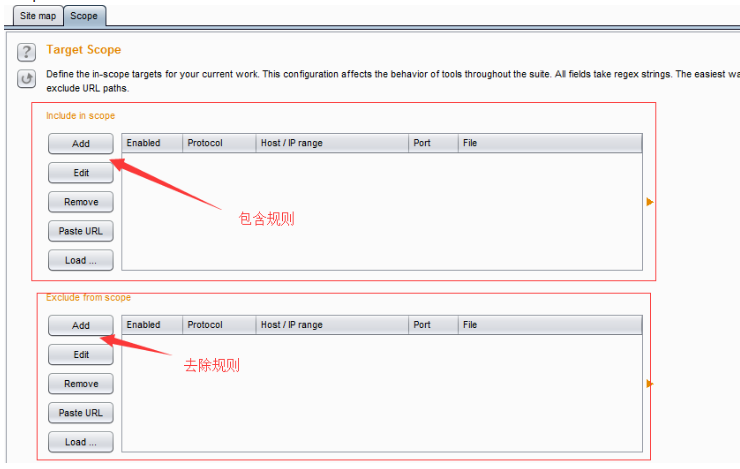 Site map Scope
?
Target Scope
Define the in-scope targets for your current work. This configuration affects the behavior of tools throughout the suite. All fields take regex strings. The easiest wa
exclude URL paths.
Include in scope
Add Enabled Protocol Host / IP range Port File
Edit
Remove
包含规则
Paste URL
Load ...
Exclude from scope
Add Enabled Protocol Host / IP range Port File
Edit
去除规则
Remove
Paste URL
Load ...